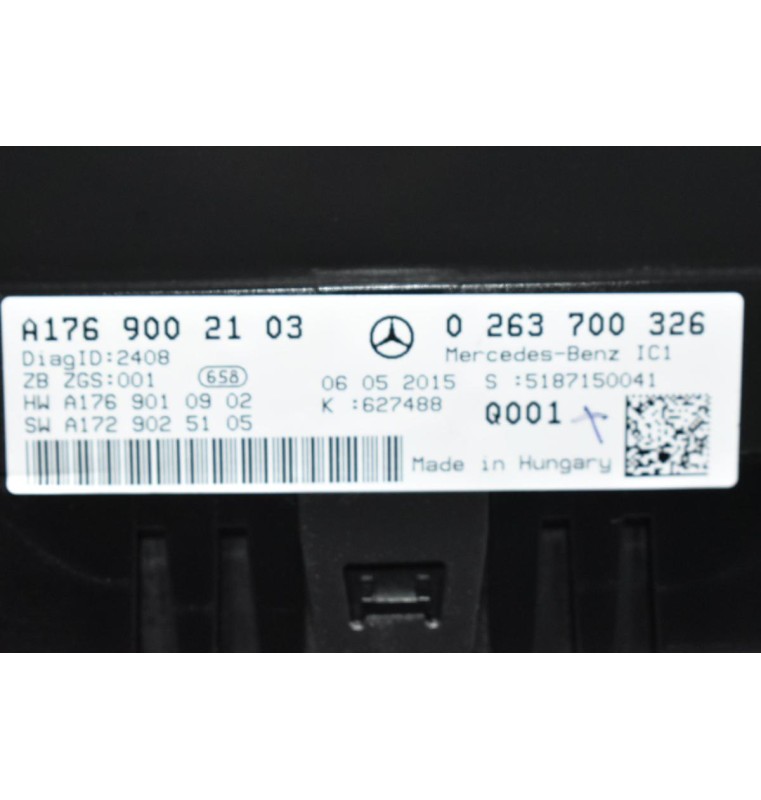 A176 900 21 03
0 263 700 326
DiagID:2408
Mercedes-Benz IC1
ZB ZGS:001 658
06 05 2015 S :5187150041
HW A176 901 09 02
K :627488
Q001
SW A172 902 51 05
Made in Hungary